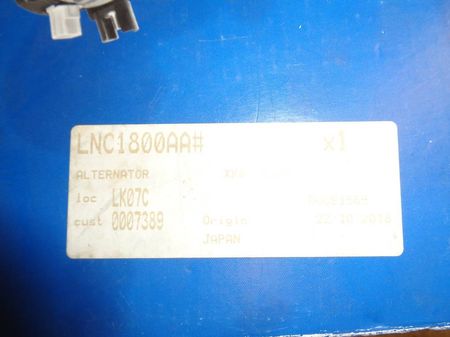 LNC1800AA# x1
ALTERNATOR
loc LK07C
cust 0007389 Origin 22 10 2018
JAPAN